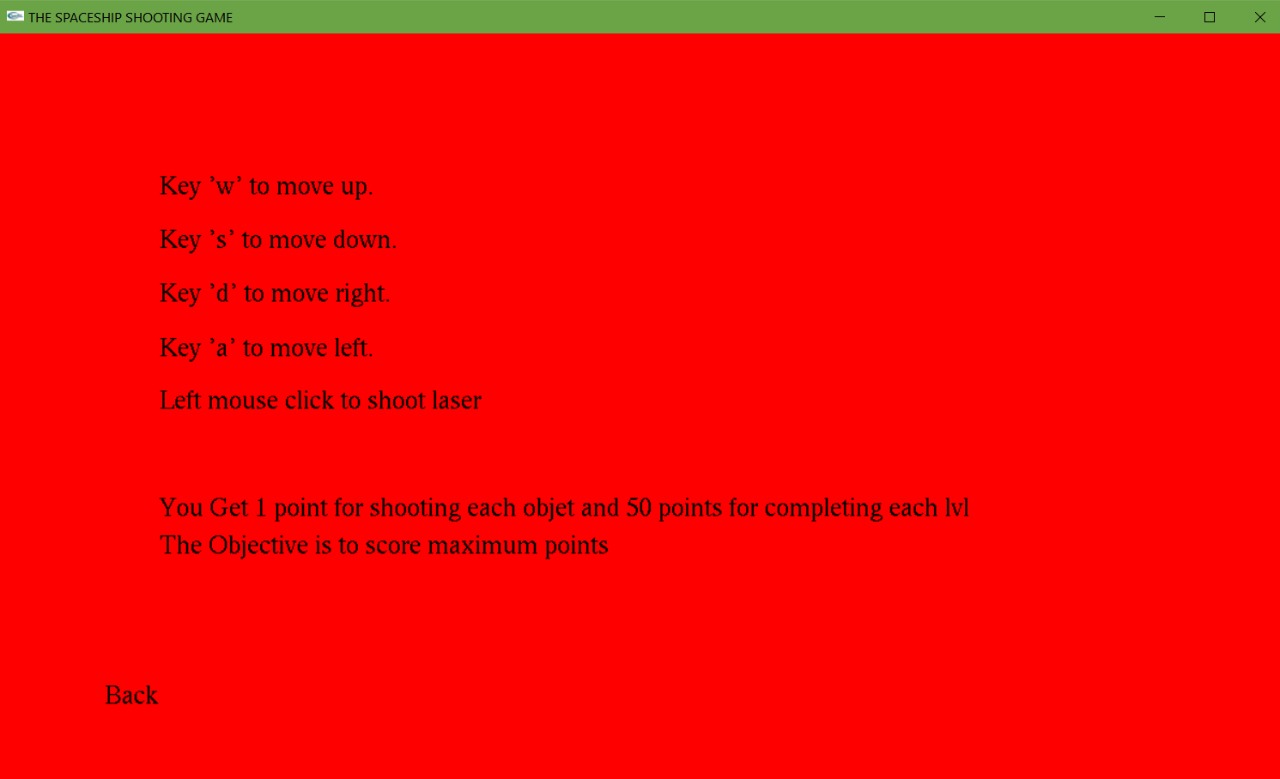 THE SPACESHIP SHOOTING GAME
Key ’w’ to move up.
Key ’s’ to move down.
Key ’d’ to move right.
Key ’a’ to move left.
Left mouse click to shoot laser
You Get 1 point for shooting each objet and 50 points for completing each lvl
The Objective is to score maximum points
Back